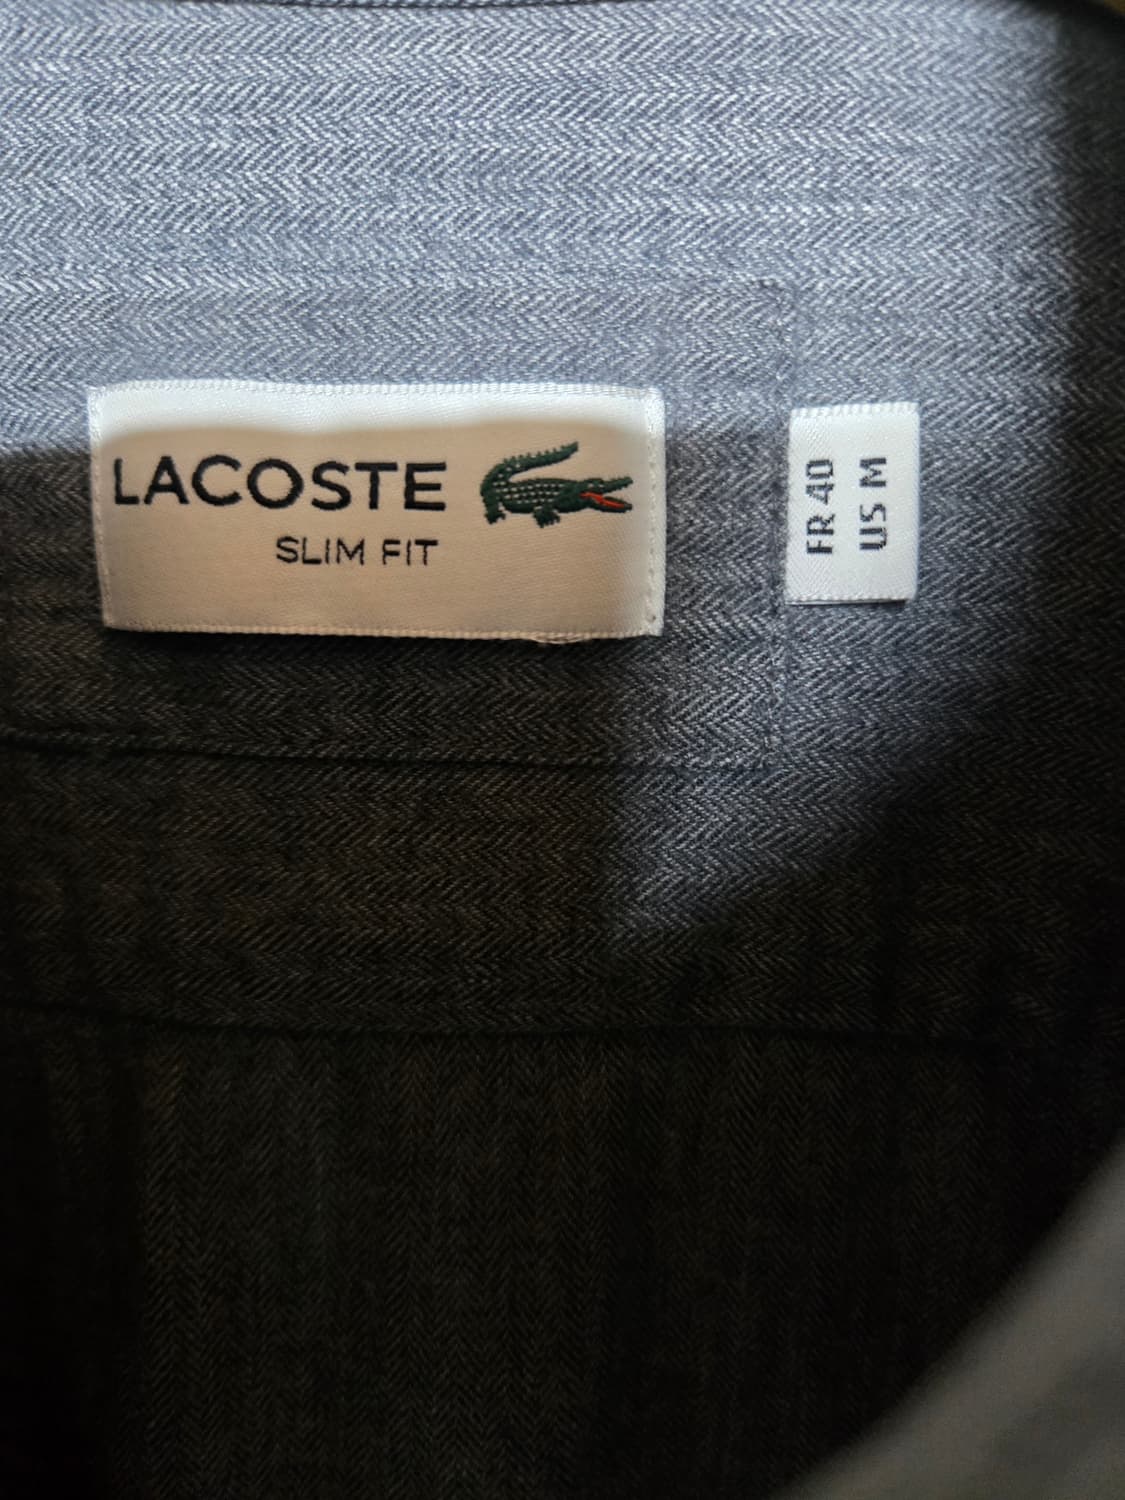 LACOSTE
SLIM FIT
FR 40
US M